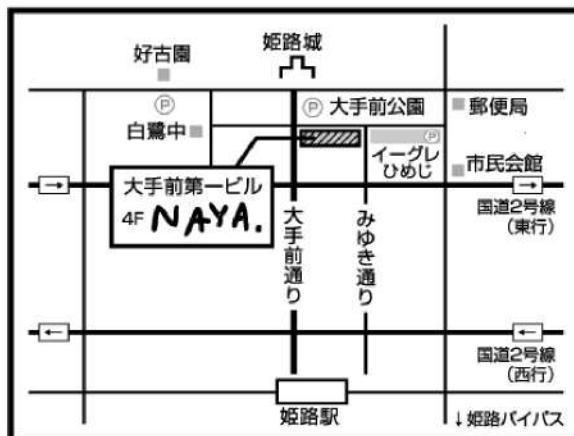 好古園
姫路城
Ⓟ
Ⓟ 大手前公園
郵便局
白鷺中
Ⓟ
イーグレ
ひめじ
市民会館
大手前第一ビル
4F NAYA.
→
→
国道2号線
(東行)
大手前通り
みゆき通り
←
←
国道2号線
(西行)
姫路駅
↓姫路バイパス